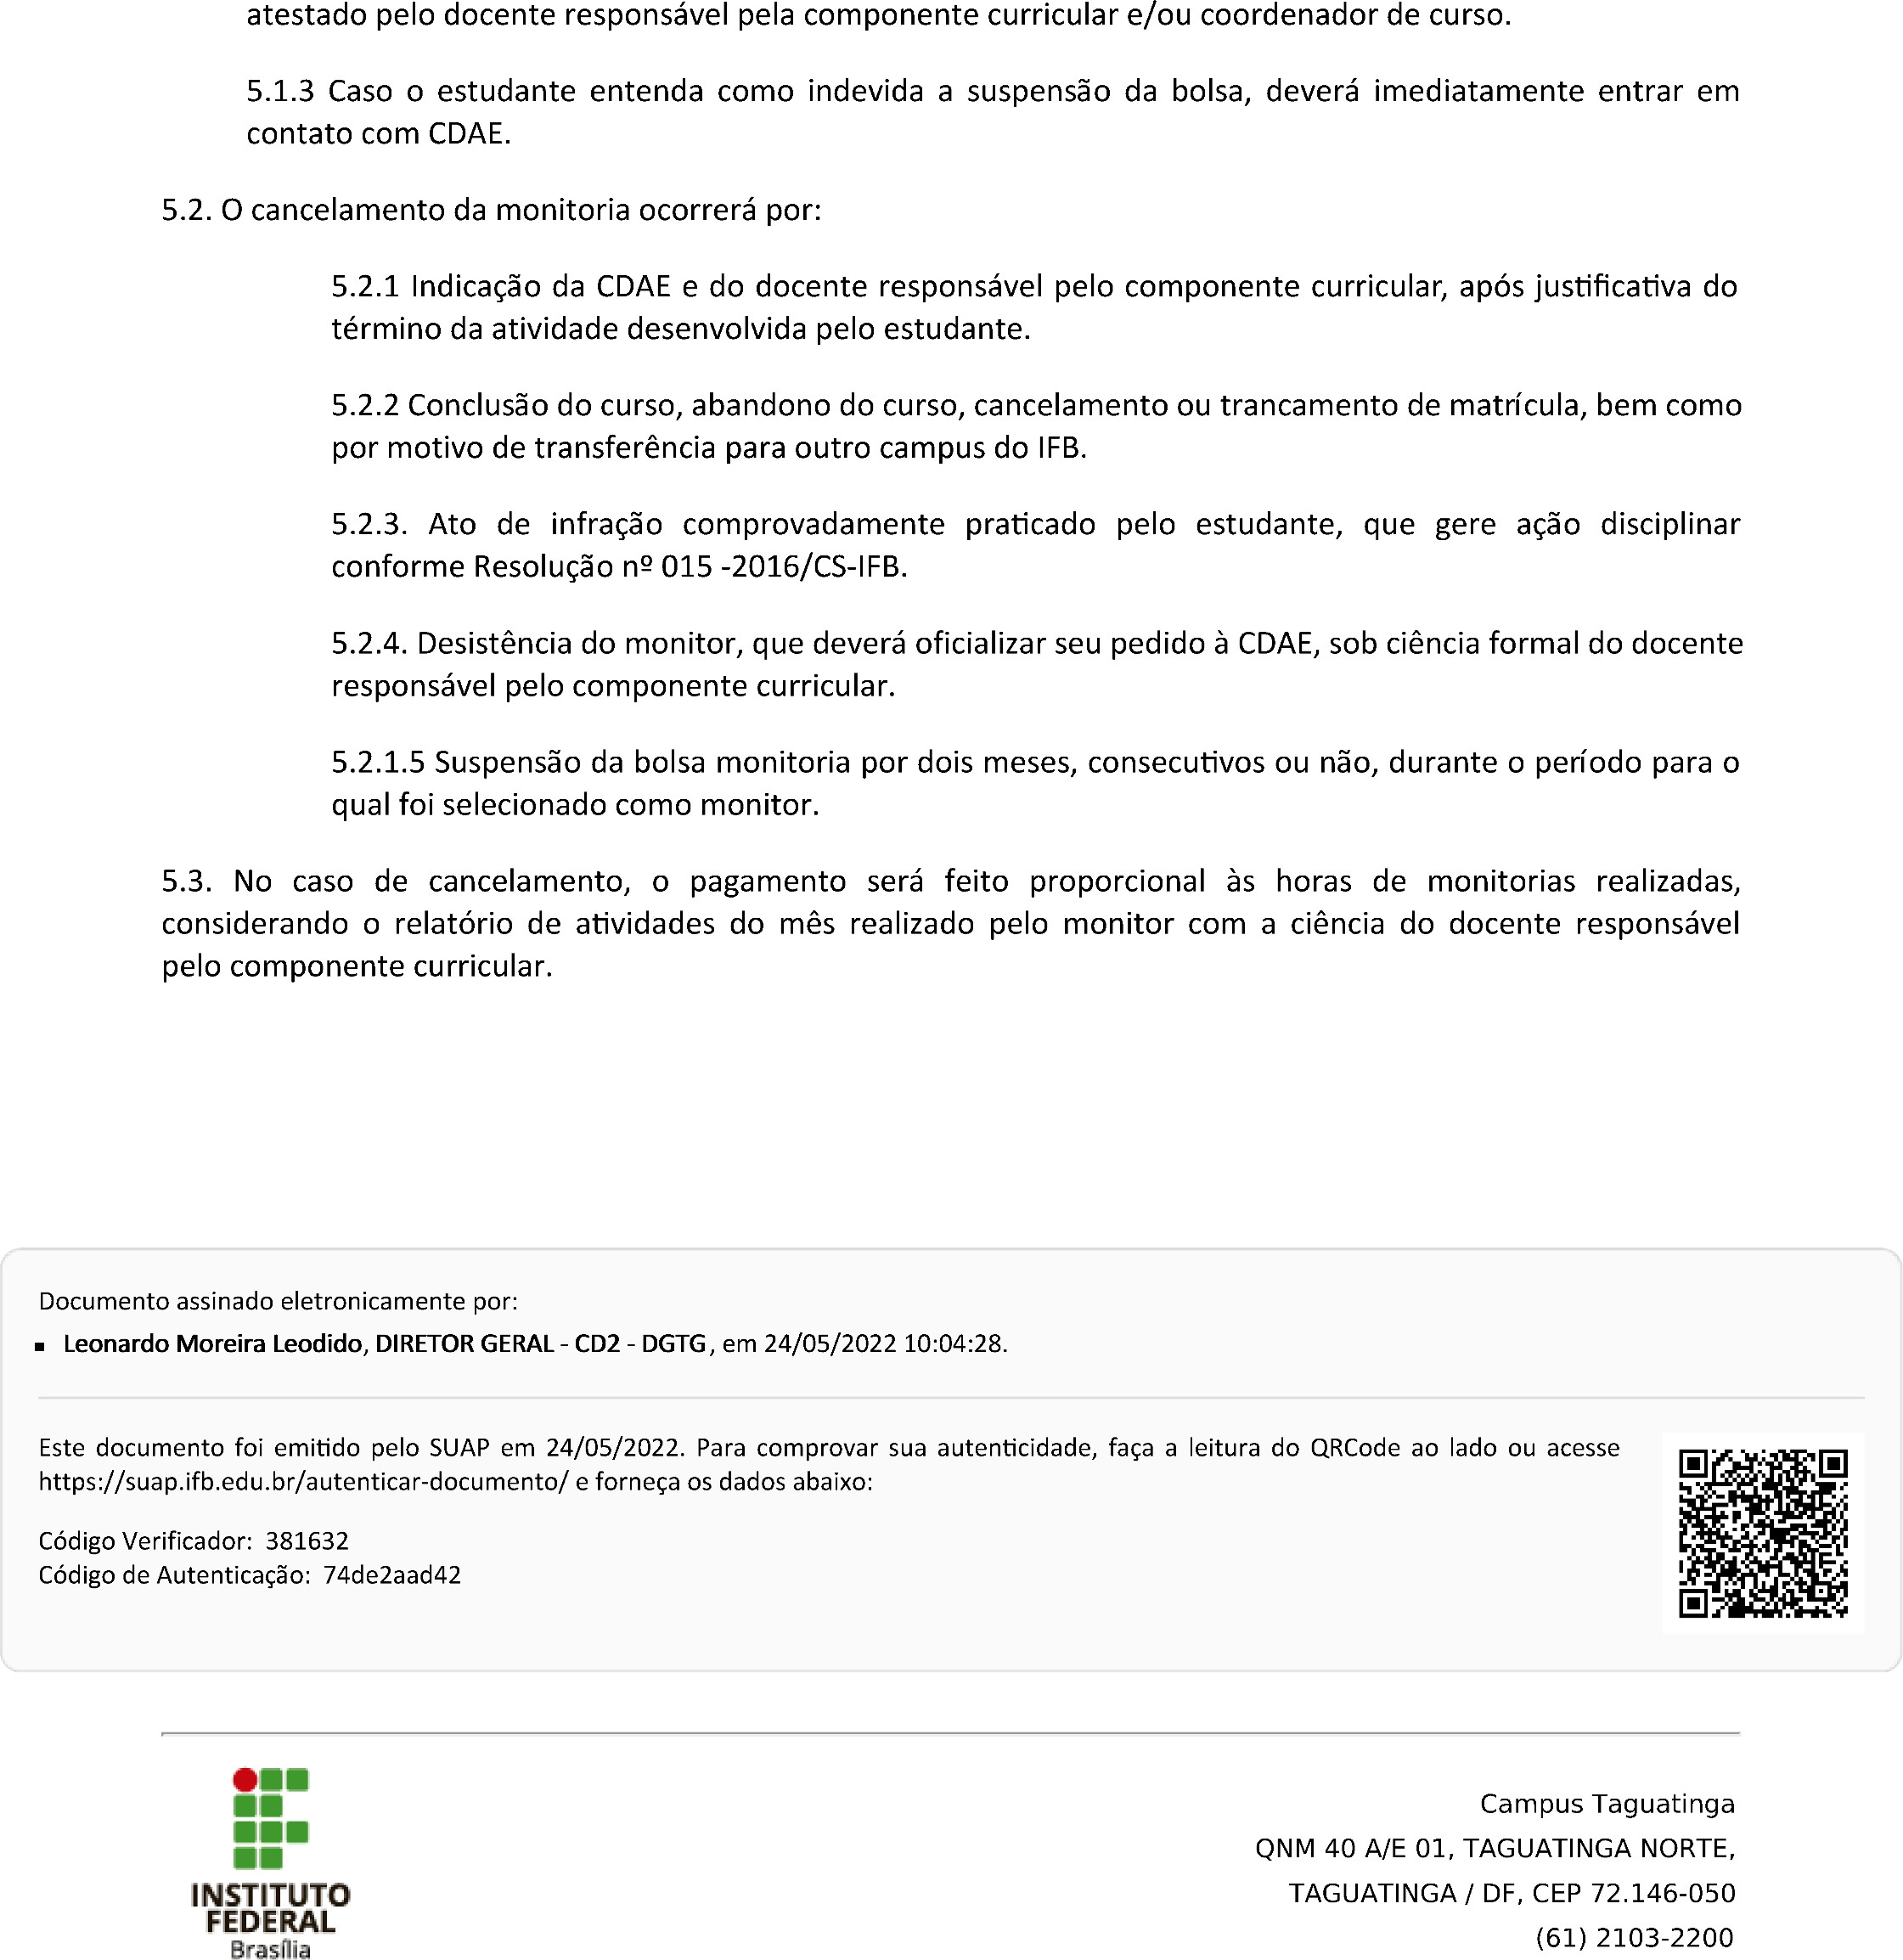 atestado pelo docente responsável pela componente curricular e/ou coordenador de curso.
5.1.3 Caso o estudante entenda como indevida a suspensão da bolsa, deverá imediatamente entrar em
contato com CDAE.
5.2. O cancelamento da monitoria ocorrerá por:
5.2.1 Indicação da CDAE e do docente responsável pelo componente curricular, após justificativa do
término da atividade desenvolvida pelo estudante.
5.2.2 Conclusão do curso, abandono do curso, cancelamento ou trancamento de matrícula, bem como
por motivo de transferência para outro campus do IFB.
5.2.3. Ato de infração comprovadamente praticado pelo estudante, que gere ação disciplinar
conforme Resolução nº 015 -2016/CS-IFB.
5.2.4. Desistência do monitor, que deverá oficializar seu pedido à CDAE, sob ciência formal do docente
responsável pelo componente curricular.
5.2.1.5 Suspensão da bolsa monitoria por dois meses, consecutivos ou não, durante o período para o
qual foi selecionado como monitor.
5.3. No caso de cancelamento, o pagamento será feito proporcional às horas de monitorias realizadas,
considerando o relatório de atividades do mês realizado pelo monitor com a ciência do docente responsável
pelo componente curricular.
Documento assinado eletronicamente por:
▪ Leonardo Moreira Leodido, DIRETOR GERAL - CD2 - DGTG, em 24/05/2022 10:04:28.
Este documento foi emitido pelo SUAP em 24/05/2022. Para comprovar sua autenticidade, faça a leitura do QRCode ao lado ou acesse
https://suap.ifb.edu.br/autenticar-documento/ e forneça os dados abaixo:
Código Verificador: 381632
Código de Autenticação: 74de2aad42
INSTITUTO
FEDERAL
Brasília
Campus Taguatinga
QNM 40 A/E 01, TAGUATINGA NORTE,
TAGUATINGA / DF, CEP 72.146-050
(61) 2103-2200